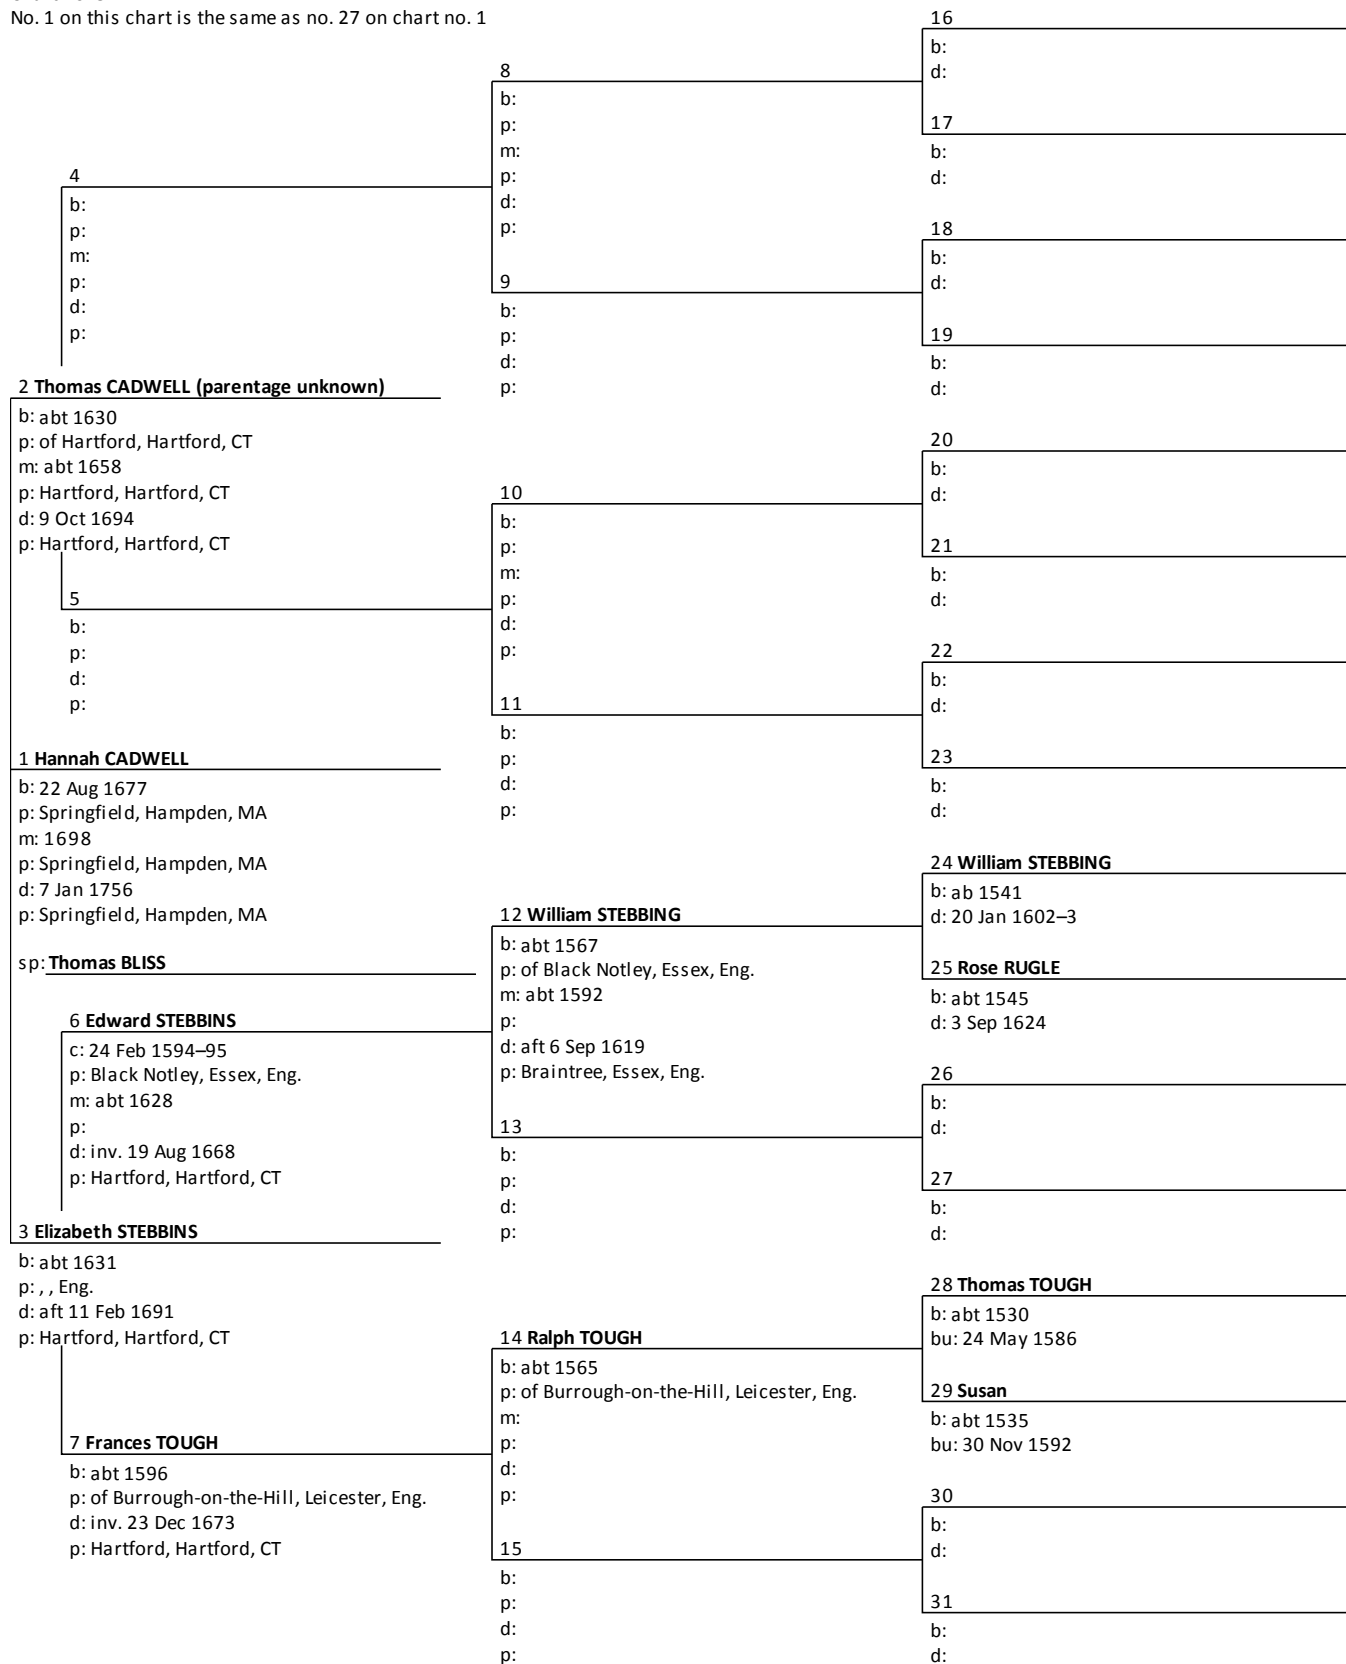 No. 1 on this chart is the same as no. 27 on chart no. 1
16
b:
d:
8
b:
p:
m:
p:
d:
p:
17
b:
d:
4
b:
p:
m:
p:
d:
p:
18
b:
d:
9
b:
p:
d:
p:
19
b:
d:
2 Thomas CADWELL (parentage unknown)
b: abt 1630
p: of Hartford, Hartford, CT
m: abt 1658
p: Hartford, Hartford, CT
d: 9 Oct 1694
p: Hartford, Hartford, CT
20
b:
d:
10
b:
p:
m:
p:
d:
p:
21
b:
d:
5
b:
p:
d:
p:
22
b:
d:
11
b:
p:
d:
p:
23
b:
d:
1 Hannah CADWELL
b: 22 Aug 1677
p: Springfield, Hampden, MA
m: 1698
p: Springfield, Hampden, MA
d: 7 Jan 1756
p: Springfield, Hampden, MA
sp: Thomas BLISS
24 William STEBBING
b: ab 1541
d: 20 Jan 1602–3
12 William STEBBING
b: abt 1567
p: of Black Notley, Essex, Eng.
m: abt 1592
p:
d: aft 6 Sep 1619
p: Braintree, Essex, Eng.
25 Rose RUGLE
b: abt 1545
d: 3 Sep 1624
6 Edward STEBBINS
c: 24 Feb 1594–95
p: Black Notley, Essex, Eng.
m: abt 1628
p:
d: inv. 19 Aug 1668
p: Hartford, Hartford, CT
26
b:
d:
13
b:
p:
d:
p:
27
b:
d:
3 Elizabeth STEBBINS
b: abt 1631
p: , , Eng.
d: aft 11 Feb 1691
p: Hartford, Hartford, CT
28 Thomas TOUGH
b: abt 1530
bu: 24 May 1586
14 Ralph TOUGH
b: abt 1565
p: of Burrough-on-the-Hill, Leicester, Eng.
m:
p:
d:
p:
29 Susan
b: abt 1535
bu: 30 Nov 1592
7 Frances TOUGH
b: abt 1596
p: of Burrough-on-the-Hill, Leicester, Eng.
d: inv. 23 Dec 1673
p: Hartford, Hartford, CT
30
b:
d:
15
b:
p:
d:
p:
31
b:
d: